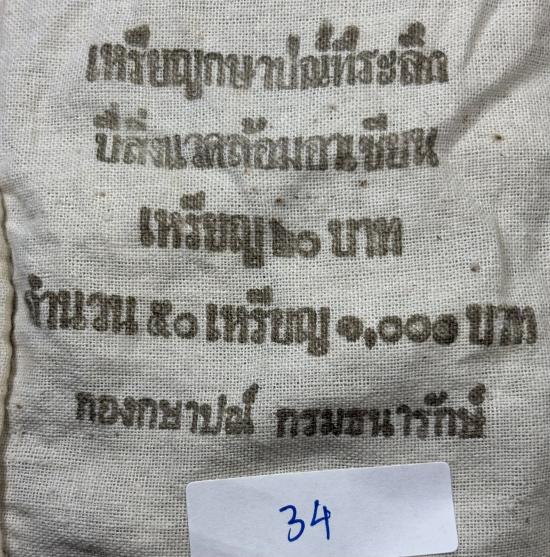 เหรียญกษาปณ์ที่ระลึก
ปีสิ่งแวดล้อมอาเซียน
เหรียญ ๒๐ บาท
จำนวน ๕๐ เหรียญ ๑,๐๐๐ บาท
กองกษาปณ์ กรมธนารักษ์
34